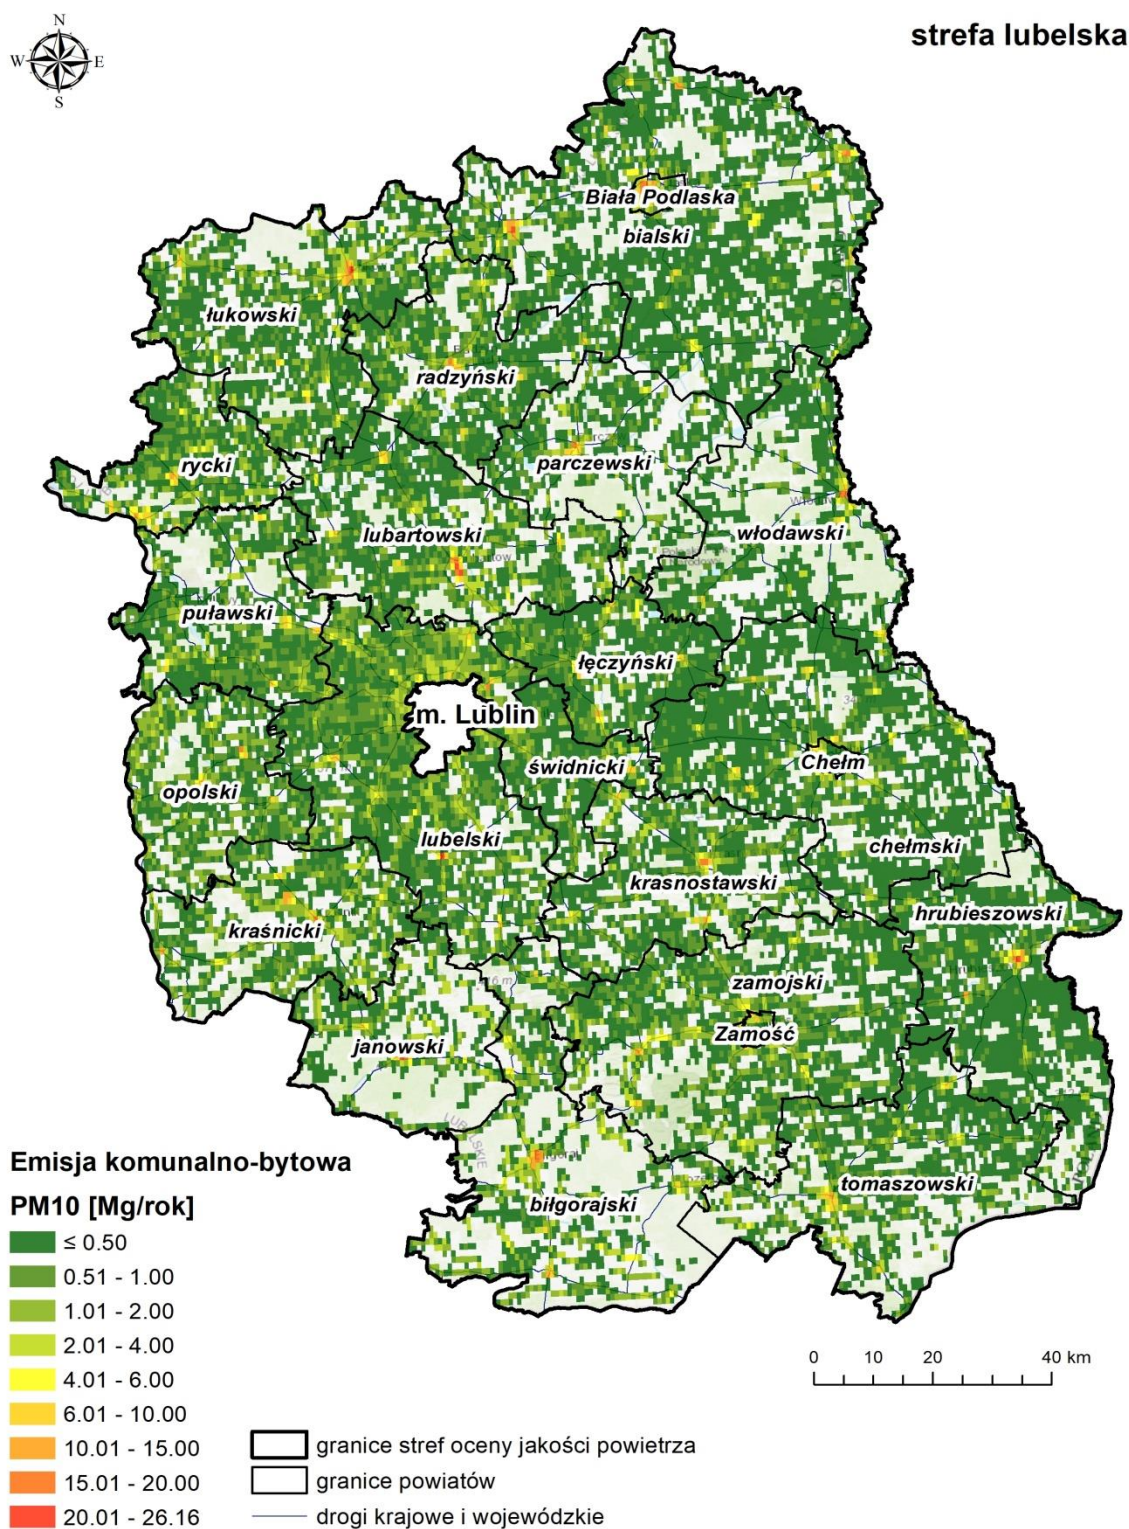 N
strefa lubelska
W E
S
Biała Podlaska
bialski
łukowski
radzyński
rycki
parczewski
lubartowski
włodawski
puławski
łęczyński
m. Lublin
świdnicki
Chełm
opolski
lubelski
chełmski
krasnostawski
hrubieszowski
kraśnicki
zamojski
Zamość
janowski
tomaszowski
biłgorajski
Emisja komunalno-bytowa
PM10 [Mg/rok]
≤ 0.50
0.51 - 1.00
1.01 - 2.00
2.01 - 4.00
4.01 - 6.00
6.01 - 10.00
10.01 - 15.00
15.01 - 20.00
20.01 - 26.16
0 10 20 40 km
granice stref oceny jakości powietrza
granice powiatów
drogi krajowe i wojewódzkie